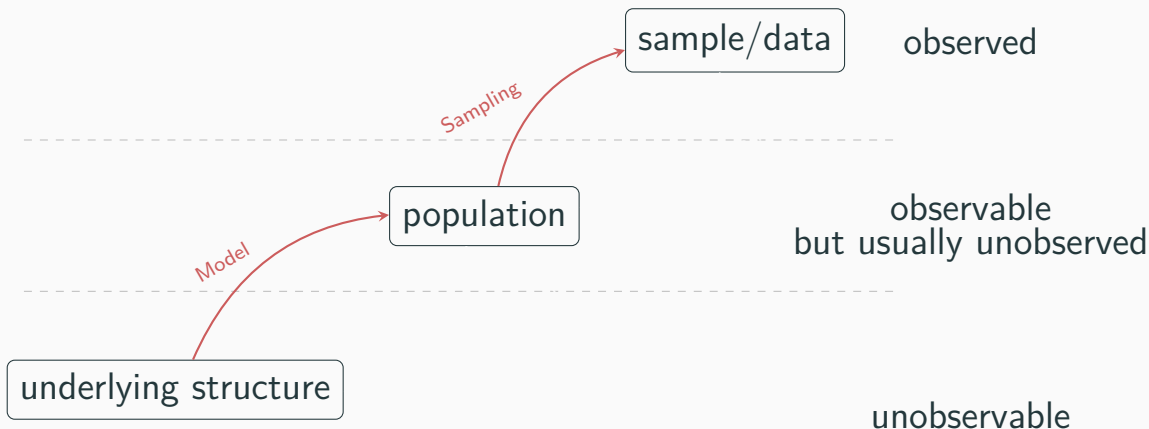 sample/data
observed
Sampling
population
observable
but usually unobserved
Model
underlying structure
unobservable